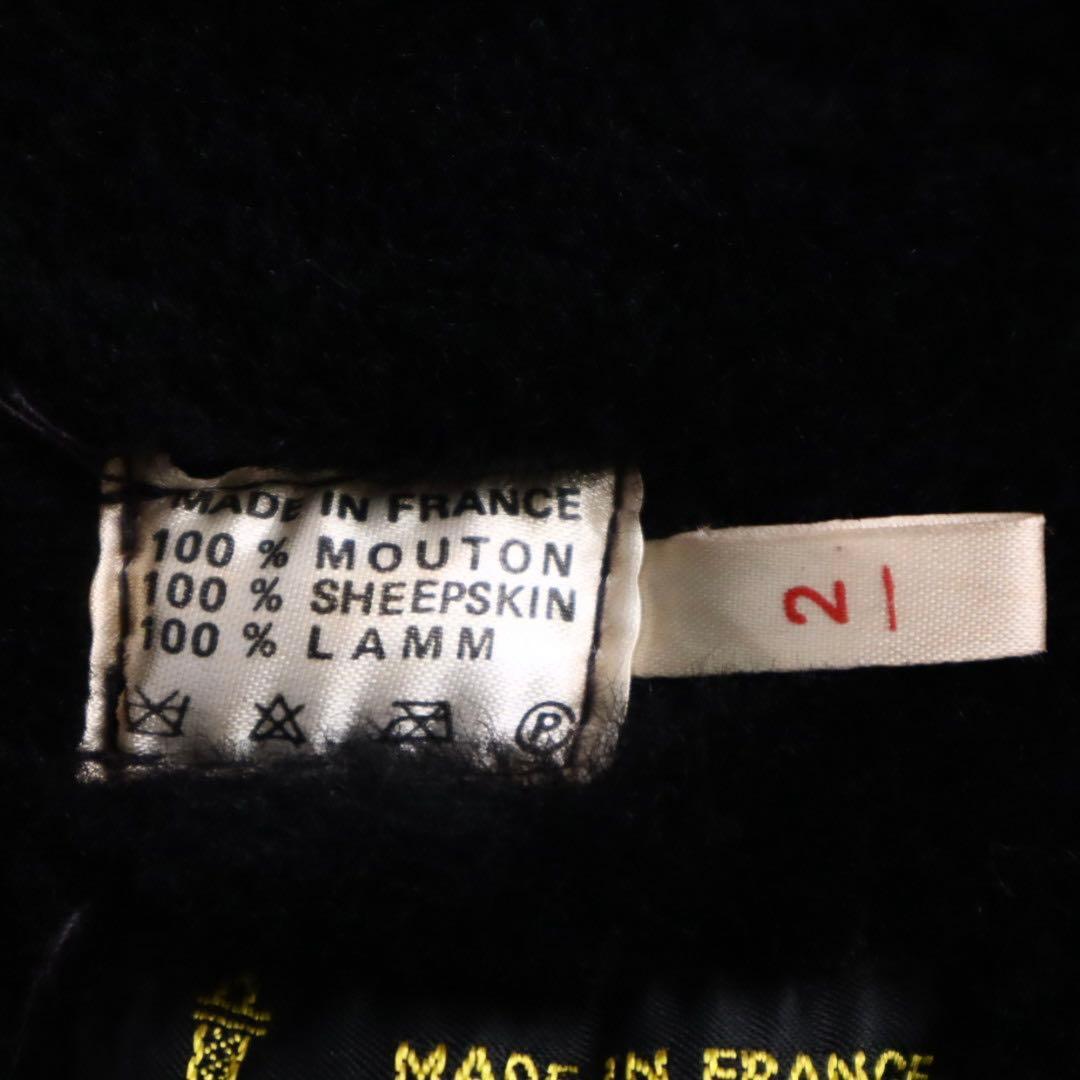 MADE IN FRANCE
100 % MOUTON
100 % SHEEPSKIN
100 % LAMM
P
2
MADE IN FRANCE